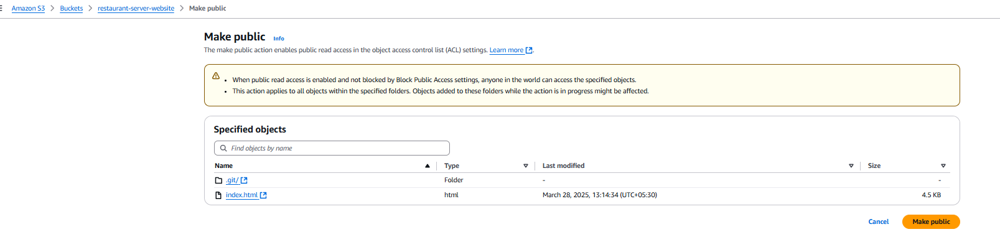 Amazon S3 > Buckets > restaurant-server-website > Make public
Make public Info
The make public action enables public read access in the object access control list (ACL) settings. Learn more.
• When public read access is enabled and not blocked by Block Public Access settings, anyone in the world can access the specified objects.
• This action applies to all objects within the specified folders. Objects added to these folders while the action is in progress might be affected.
Specified objects
Find objects by name
Name Type Last modified Size
.git/ Folder - -
index.html html March 28, 2025, 13:14:34 (UTC+05:30) 4.5 KB
Cancel Make public